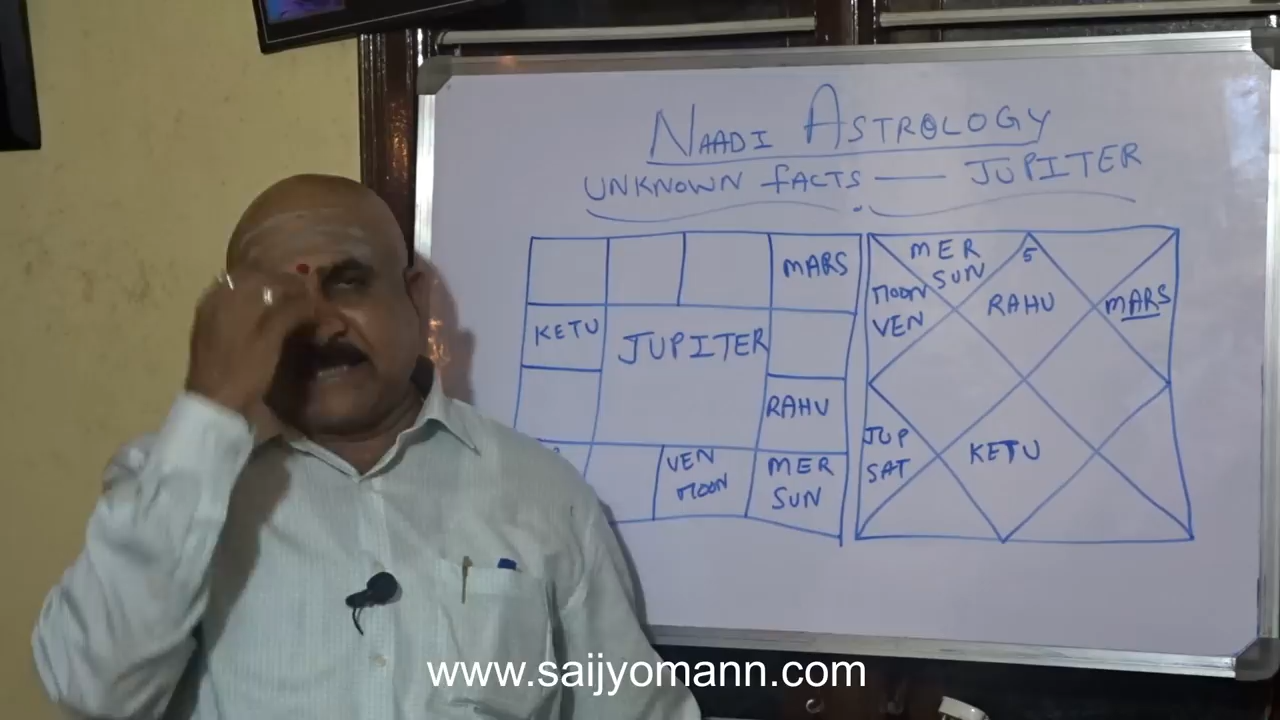 NAADI ASTROLOGY
UNKNOWN FACTS — JUPITER
MARS
KETU
JUPITER
RAHU
VEN
MOON
MER
SUN
MER
SUN
5
MOON
VEN
RAHU
MARS
JUP
SAT
KETU
www.saijyomann.com